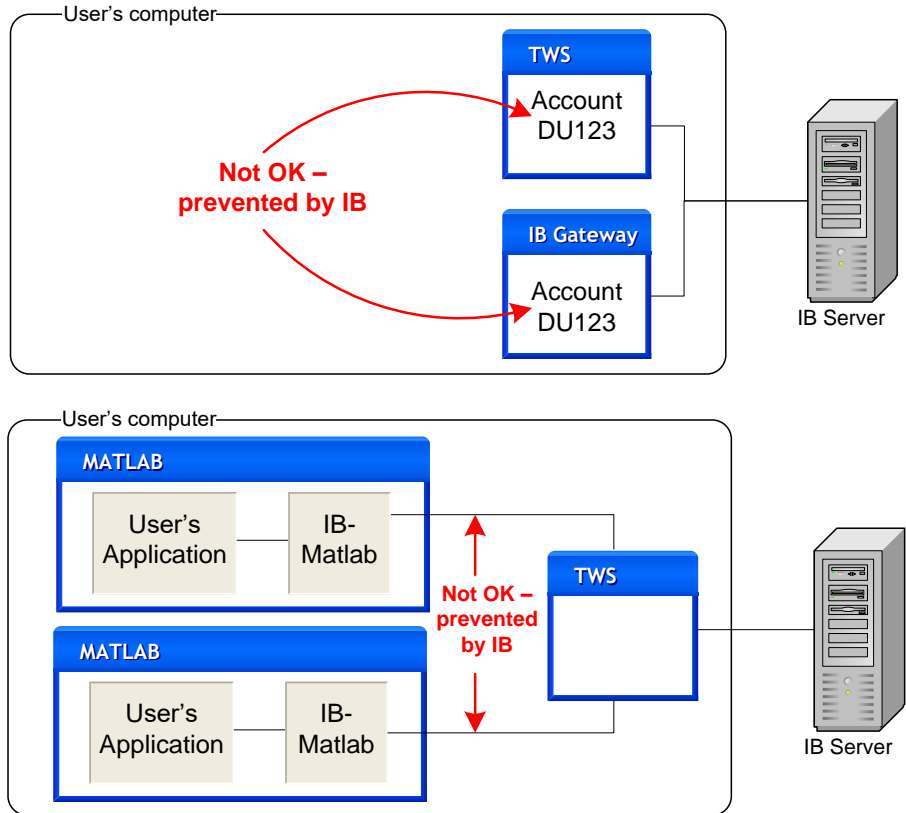 User's computer
TWS
Account
DU123
Not OK –
prevented by IB
IB Gateway
Account
DU123
IB Server
User's computer
MATLAB
User's
Application
IB-
Matlab
Not OK –
prevented
by IB
TWS
MATLAB
User's
Application
IB-
Matlab
IB Server